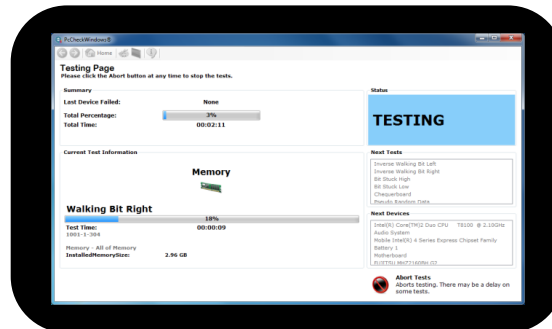 PcCheckWindows®
Home
Testing Page
Please click the Abort button at any time to stop the tests.
Summary
Last Device Failed: None
Total Percentage: 3%
Total Time: 00:02:11
Status
TESTING
Current Test Information
Memory
Walking Bit Right
18%
Test Time: 00:00:09
1001-1-304
Memory - All of Memory
InstalledMemorySize: 2.96 GB
Next Tests
Inverse Walking Bit Left
Inverse Walking Bit Right
Bit Stuck High
Bit Stuck Low
Chequerboard
Pseudo Random Data
Next Devices
Intel(R) Core(TM)2 Duo CPU T8100 @ 2.10GHz
Audio System
Mobile Intel(R) 4 Series Express Chipset Family
Battery 1
Motherboard
Abort Tests
Aborts testing. There may be a delay on
some tests.